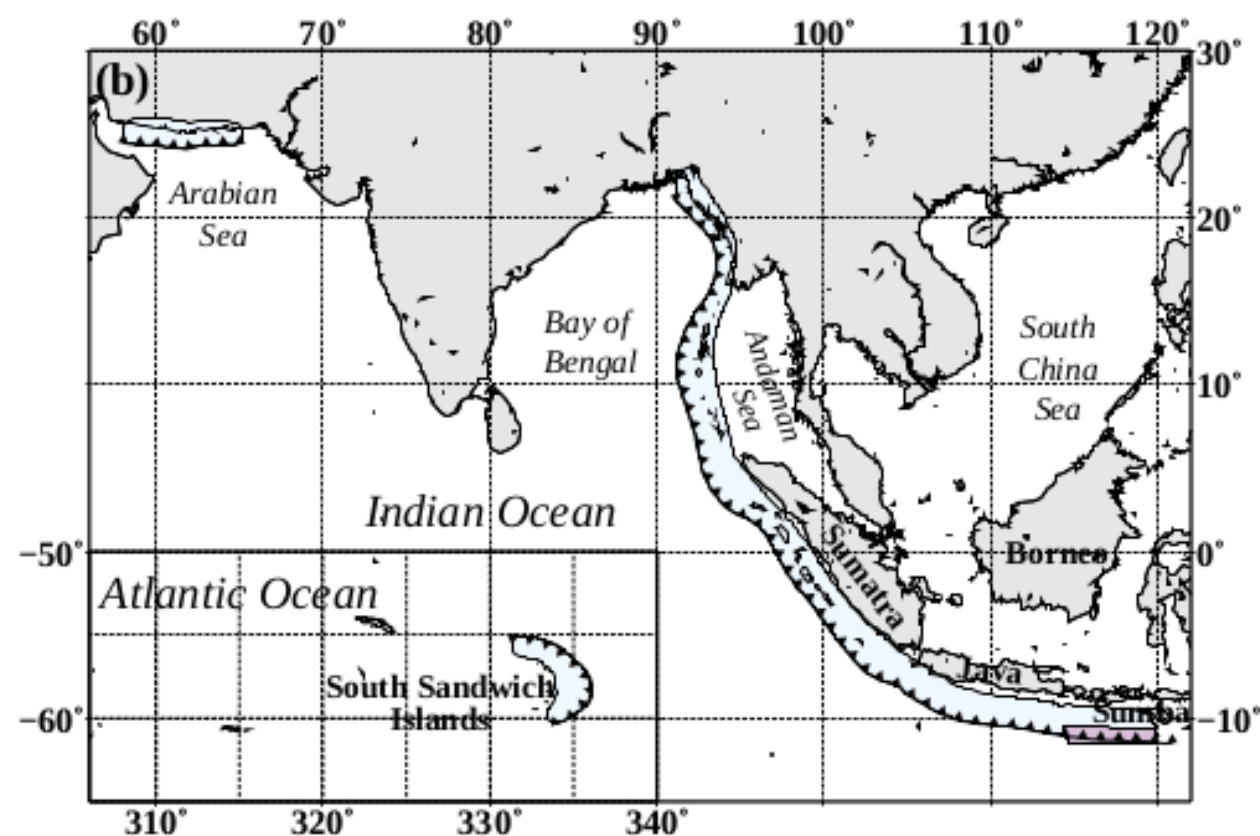 60° 70° 80° 90° 100° 110° 120°
30°
(b)
Arabian
Sea
20°
Bay of
Bengal
Andaman
Sea
South
China
Sea
10°
Indian Ocean
−50°
0°
Borneo
Sumatra
Atlantic Ocean
Java
South Sandwich
Islands
Sumba
−60°
−10°
310° 320° 330° 340°